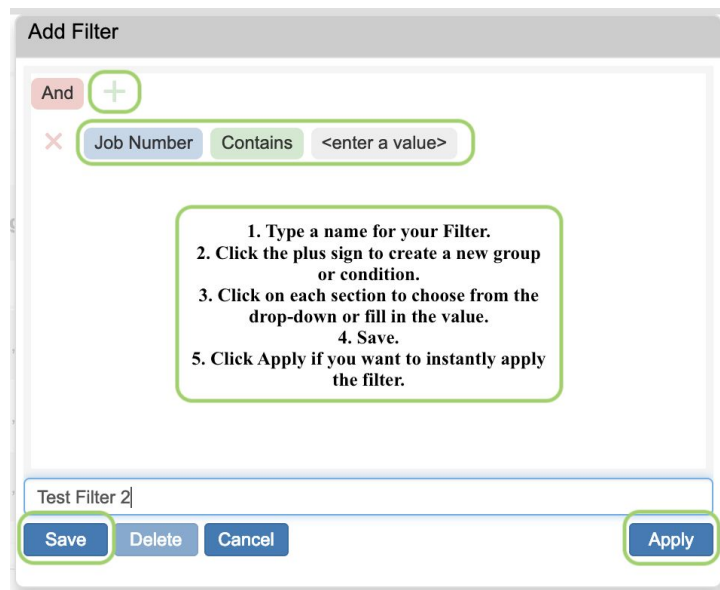 Add Filter
And
Job Number Contains <enter a value>
1. Type a name for your Filter.
2. Click the plus sign to create a new group
or condition.
3. Click on each section to choose from the
drop-down or fill in the value.
4. Save.
5. Click Apply if you want to instantly apply
the filter.
Test Filter 2
Save Delete Cancel Apply